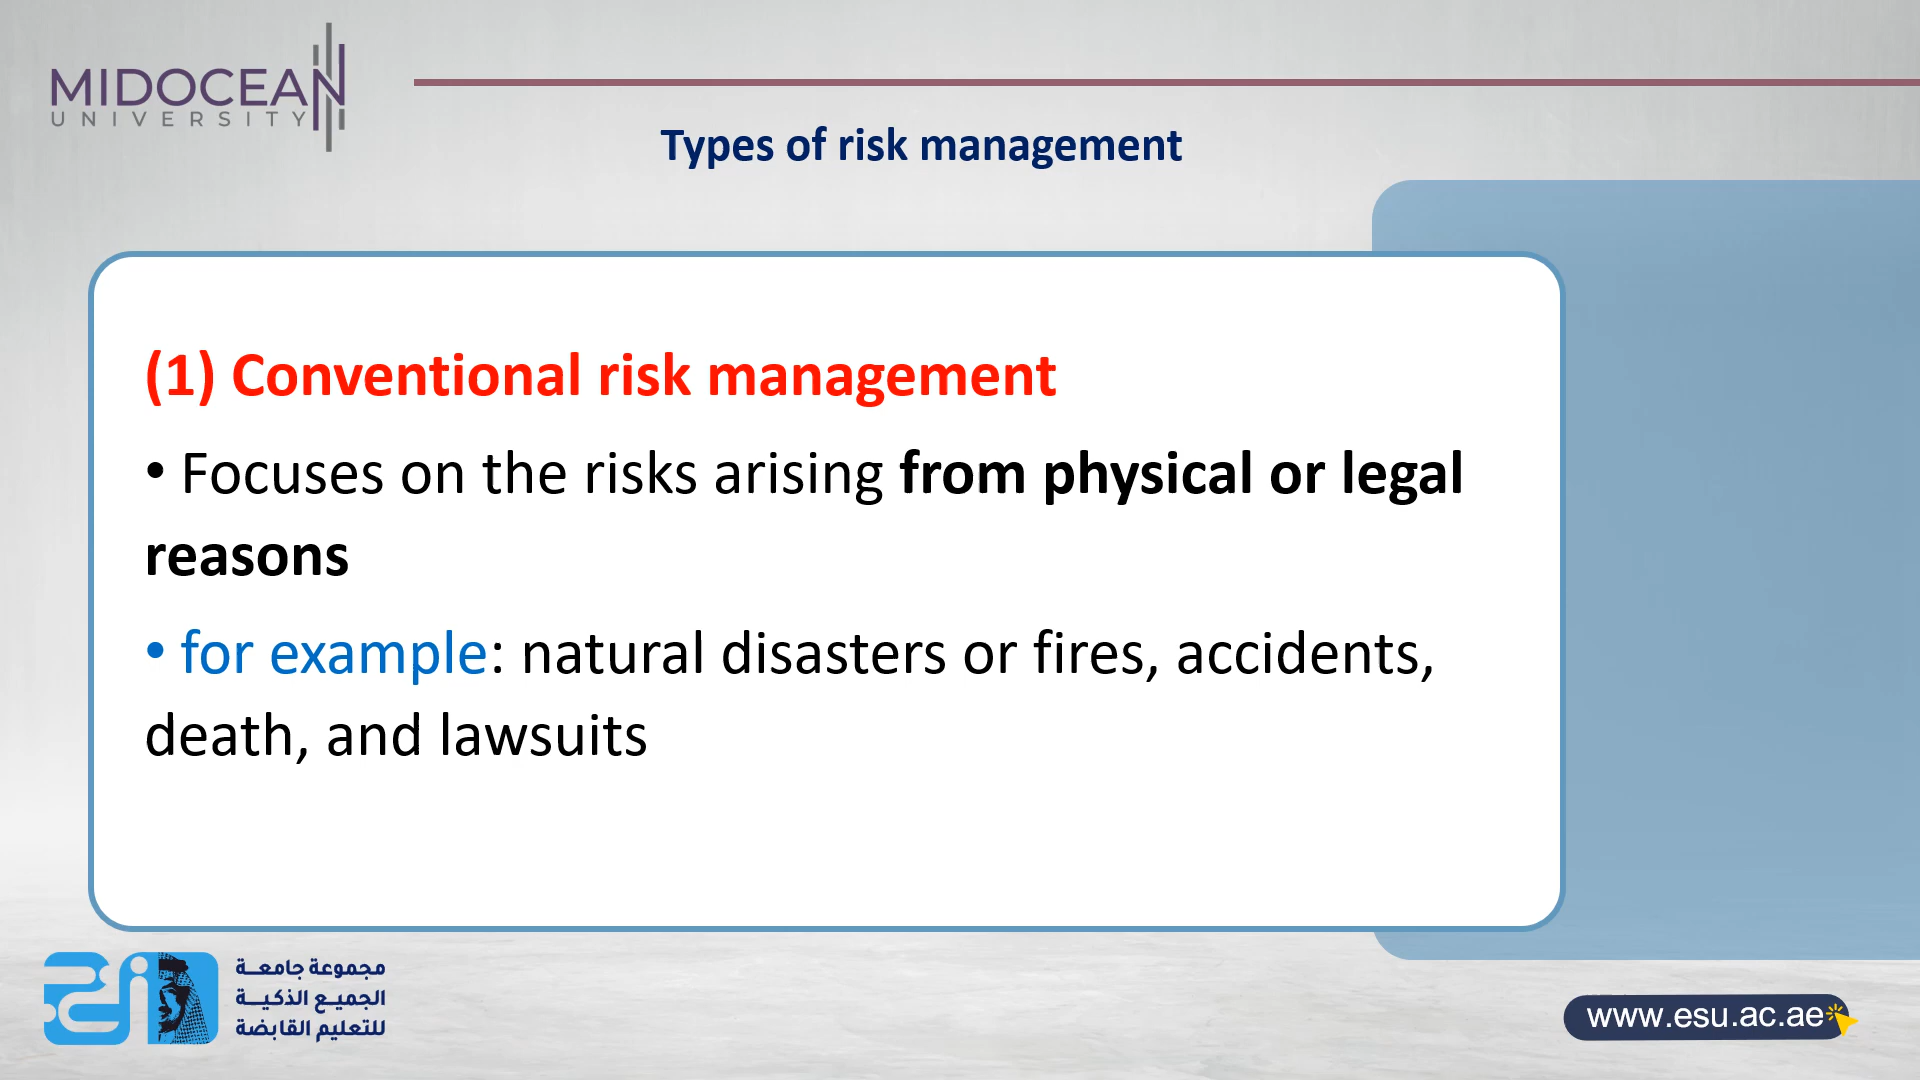 MIDOCEAN
UNIVERSITY
Types of risk management
(1) Conventional risk management
• Focuses on the risks arising from physical or legal
reasons
• for example: natural disasters or fires, accidents,
death, and lawsuits
مجموعة جامعة
الجميع الذكية
للتعليم القابضة
www.esu.ac.ae